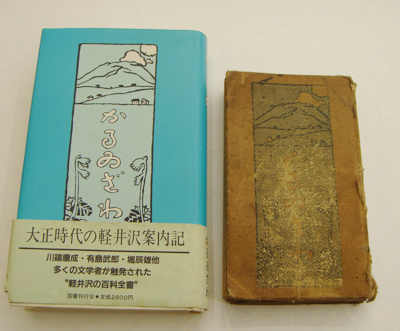 かるゐざわ
大正時代の軽井沢案内記
川端康成・有島武郎・堀辰雄他
多くの文学者が触発された
"軽井沢の百科全書"
国書刊行会★定価2800円